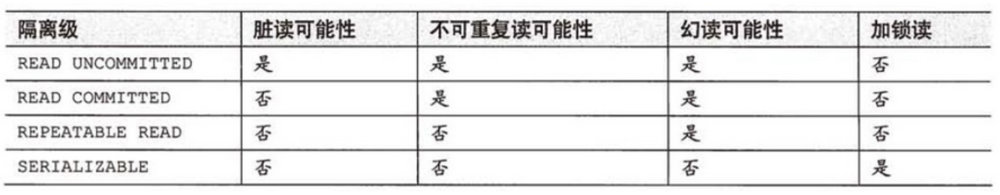 隔离级 脏读可能性 不可重复读可能性 幻读可能性 加锁读
READ UNCOMMITTED 是 是 是 否
READ COMMITTED 否 是 是 否
REPEATABLE READ 否 否 是 否
SERIALIZABLE 否 否 否 是